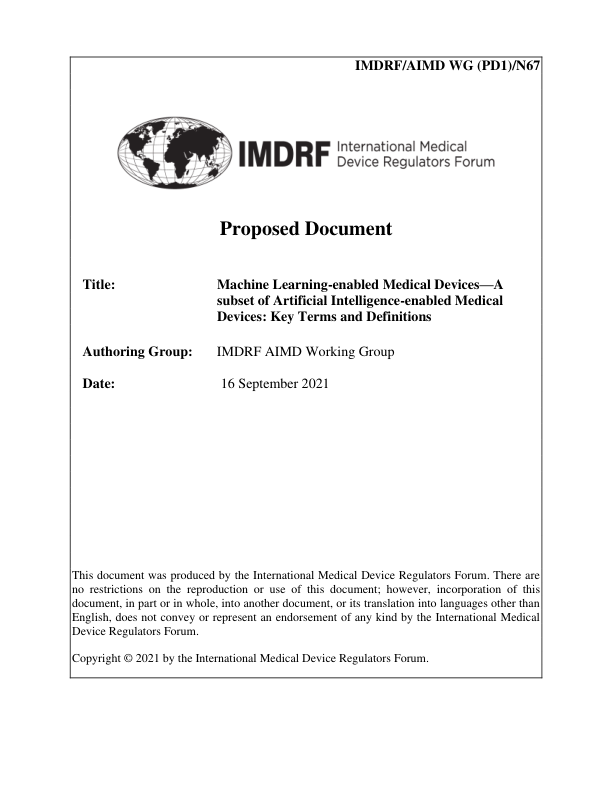 IMDRF/AIMD WG (PD1)/N67
IMDRF International Medical
Device Regulators Forum
Proposed Document
Title: Machine Learning-enabled Medical Devices—A
subset of Artificial Intelligence-enabled Medical
Devices: Key Terms and Definitions
Authoring Group: IMDRF AIMD Working Group
Date: 16 September 2021
This document was produced by the International Medical Device Regulators Forum. There are
no restrictions on the reproduction or use of this document; however, incorporation of this
document, in part or in whole, into another document, or its translation into languages other than
English, does not convey or represent an endorsement of any kind by the International Medical
Device Regulators Forum.
Copyright © 2021 by the International Medical Device Regulators Forum.